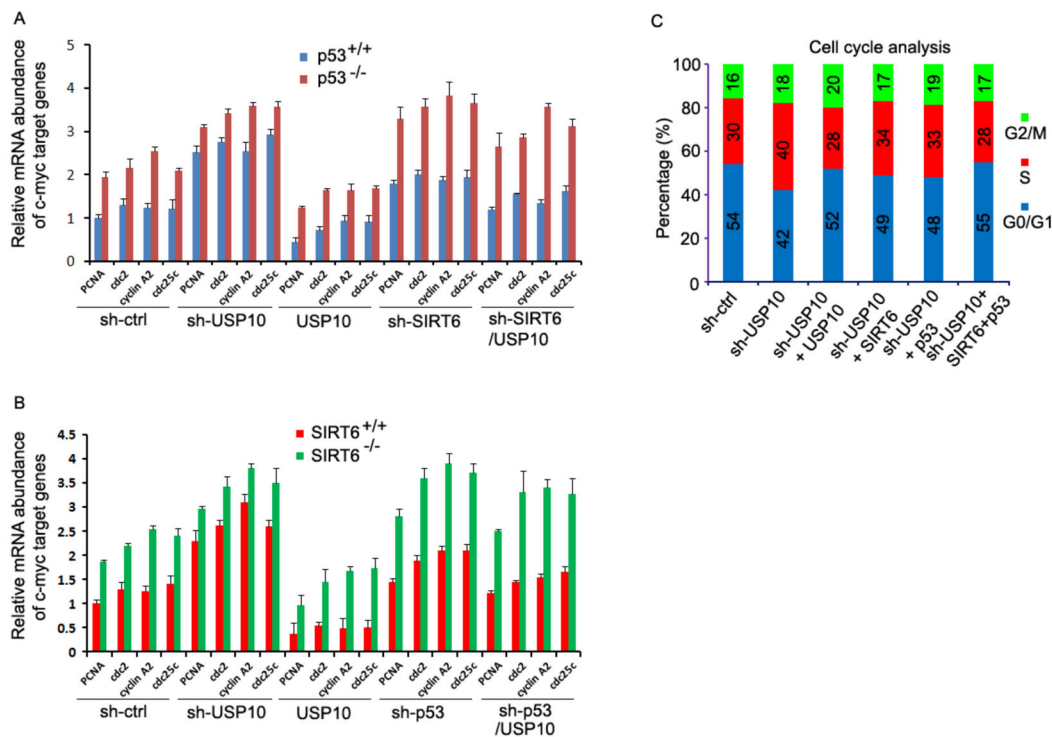 A
Relative mRNA abundance
of c-myc target genes
5
4
3
2
1
0
p53 +/+
p53 -/-
PCNA cdc2 cyclin A2 cdc25c PCNA cdc2 cyclin A2 cdc25c PCNA cdc2 cyclin A2 cdc25c PCNA cdc2 cyclin A2 cdc25c PCNA cdc2 cyclin A2 cdc25c
sh-ctrl sh-USP10 USP10 sh-SIRT6 sh-SIRT6
/USP10
B
Relative mRNA abundance
of c-myc target genes
4.5
4
3.5
3
2.5
2
1.5
1
0.5
0
SIRT6 +/+
SIRT6 -/-
PCNA cdc2 cyclin A2 cdc25c PCNA cdc2 cyclin A2 cdc25c PCNA cdc2 cyclin A2 cdc25c PCNA cdc2 cyclin A2 cdc25c PCNA cdc2 cyclin A2 cdc25c
sh-ctrl sh-USP10 USP10 sh-p53 sh-p53
/USP10
C
Cell cycle analysis
Percentage (%)
100
80
60
40
20
0
16 18 20 17 19 17
30 40 28 34 33 28
54 42 52 49 48 55
G2/M
S
G0/G1
sh-ctrl
sh-USP10
sh-USP10
+ USP10
sh-USP10
+ SIRT6
sh-USP10
+ p53
sh-USP10+
SIRT6+p53